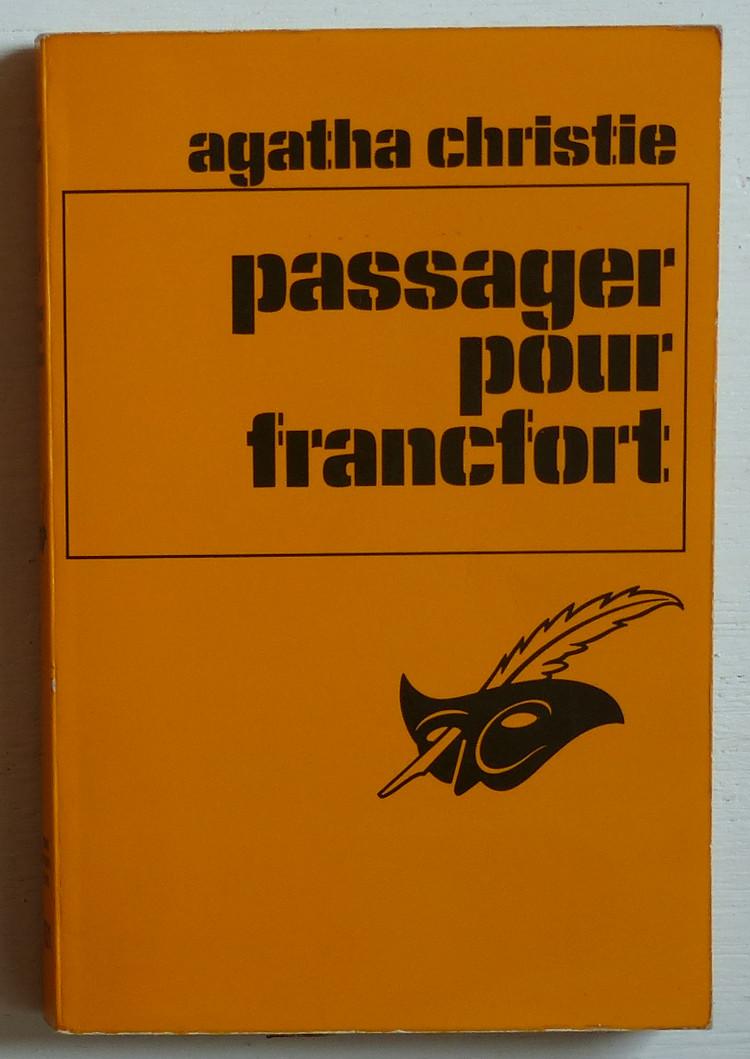 agatha christie
passager
pour
francfort